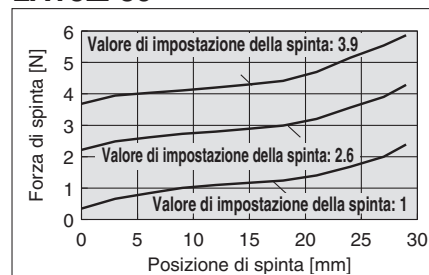 6
5
4
3
2
1
0
Forza di spinta [N]
Valore di impostazione della spinta: 3.9
Valore di impostazione della spinta: 2.6
Valore di impostazione della spinta: 1
0 5 10 15 20 25 30
Posizione di spinta [mm]